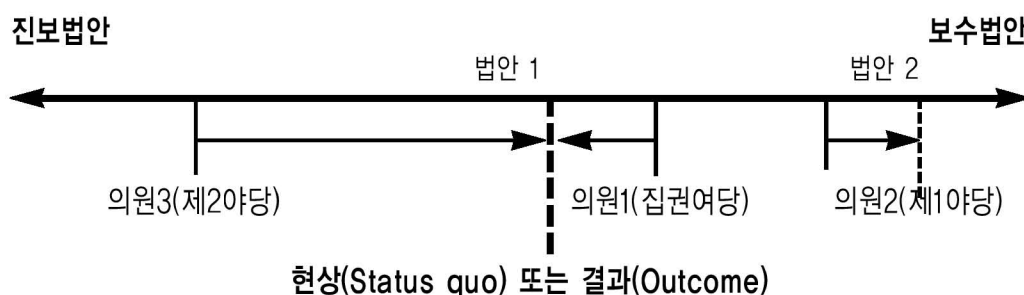 진보법안 보수법안
법안 1 법안 2
의원3(제2야당) 의원1(집권여당) 의원2(제1야당)
현상(Status quo) 또는 결과(Outcome)